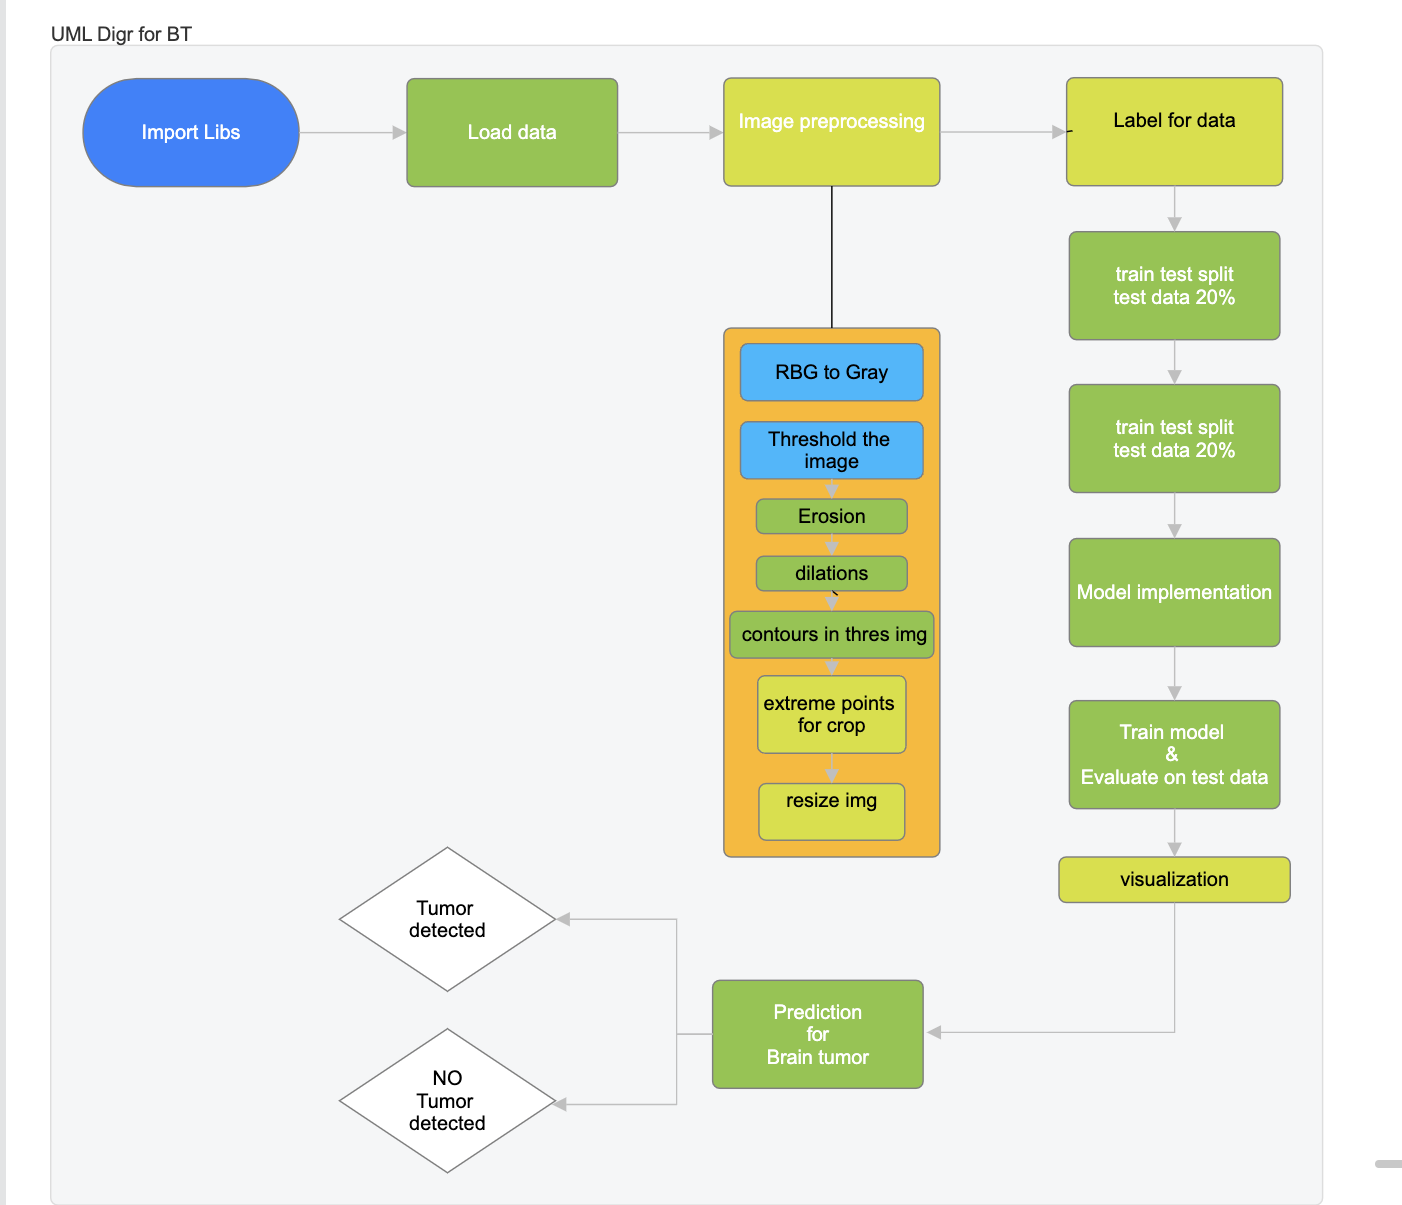 UML Digr for BT
Import Libs
Load data
Image preprocessing
Label for data
train test split
test data 20%
train test split
test data 20%
Model implementation
Train model
&
Evaluate on test data
visualization
RBG to Gray
Threshold the
image
Erosion
dilations
contours in thres img
extreme points
for crop
resize img
Prediction
for
Brain tumor
Tumor
detected
NO
Tumor
detected